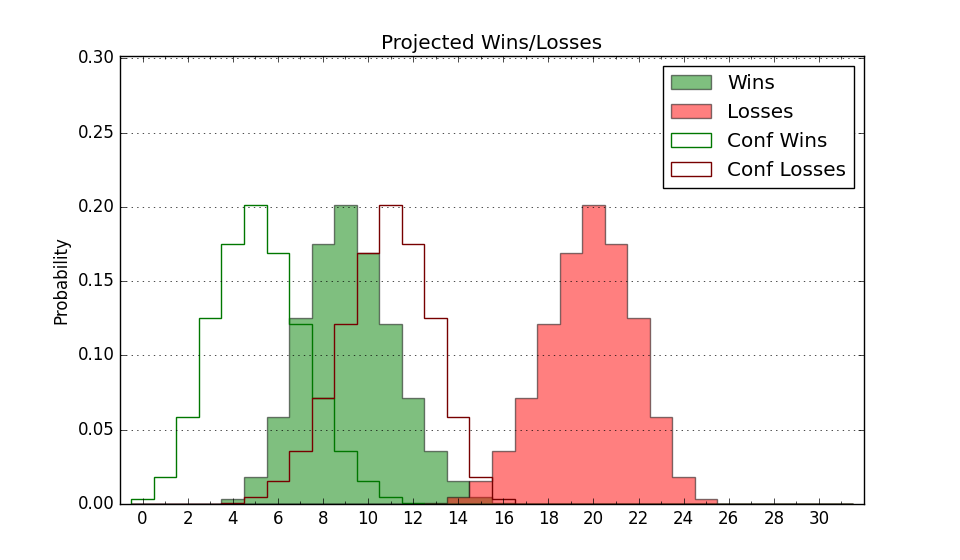 Projected Wins/Losses
0.30
0.25
0.20
0.15
0.10
0.05
0.00
Probability
Wins
Losses
Conf Wins
Conf Losses
0 2 4 6 8 10 12 14 16 18 20 22 24 26 28 30